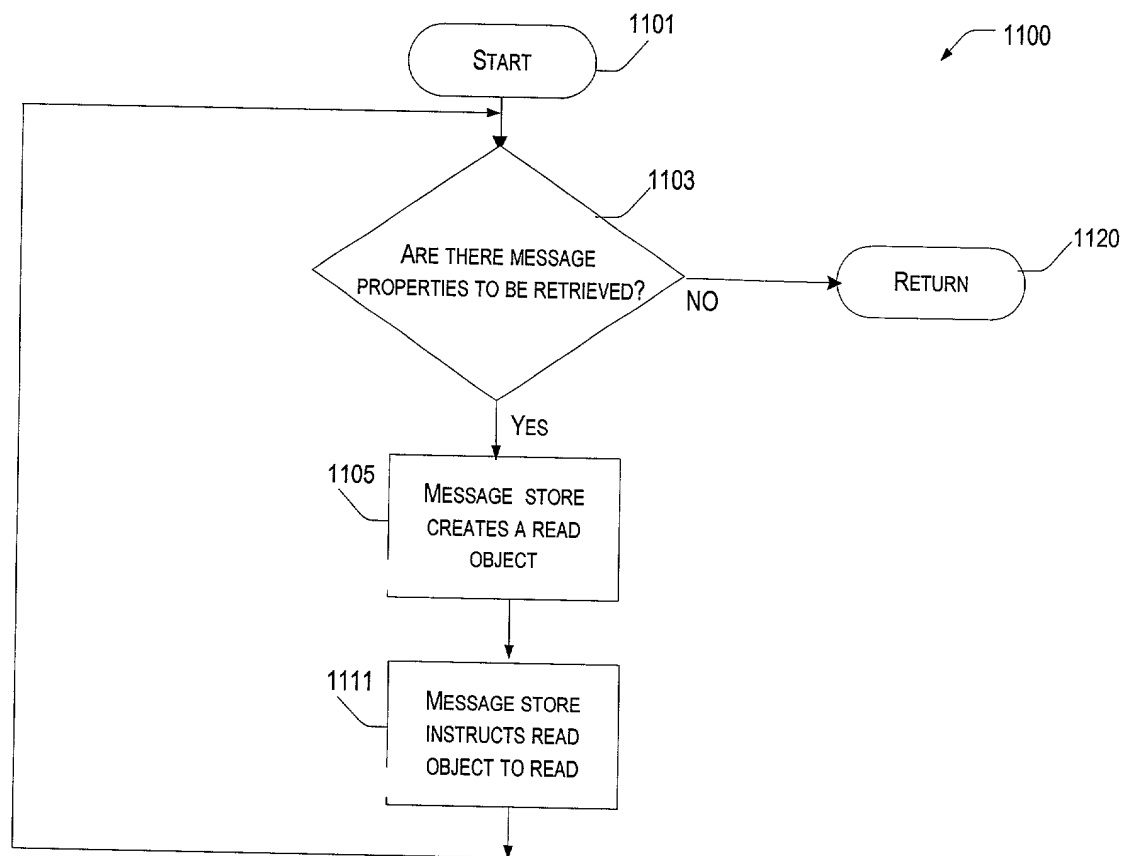 1101
START
1100
1103
ARE THERE MESSAGE
PROPERTIES TO BE RETRIEVED?
NO
1120
RETURN
YES
1105
MESSAGE STORE
CREATES A READ
OBJECT
1111
MESSAGE STORE
INSTRUCTS READ
OBJECT TO READ